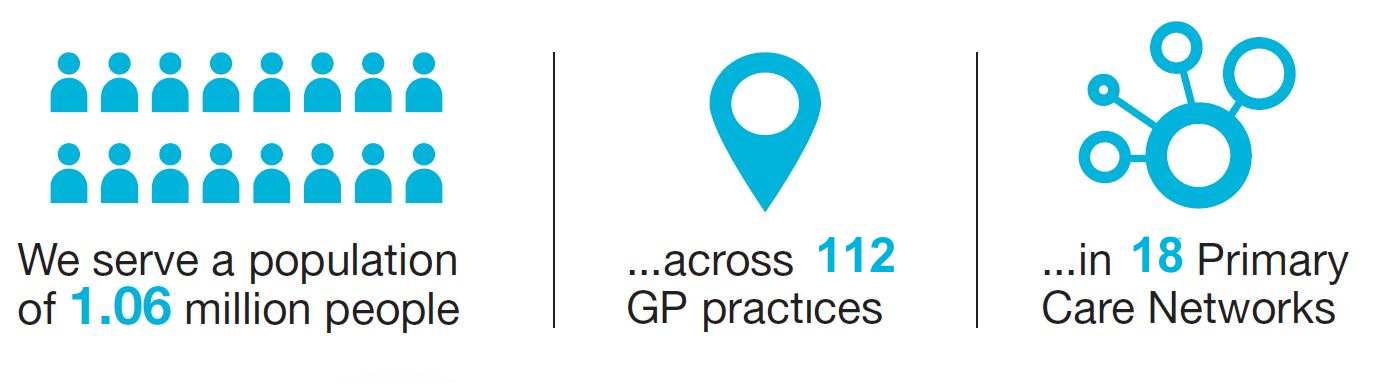 We serve a population
of 1.06 million people
...across 112
GP practices
...in 18 Primary
Care Networks